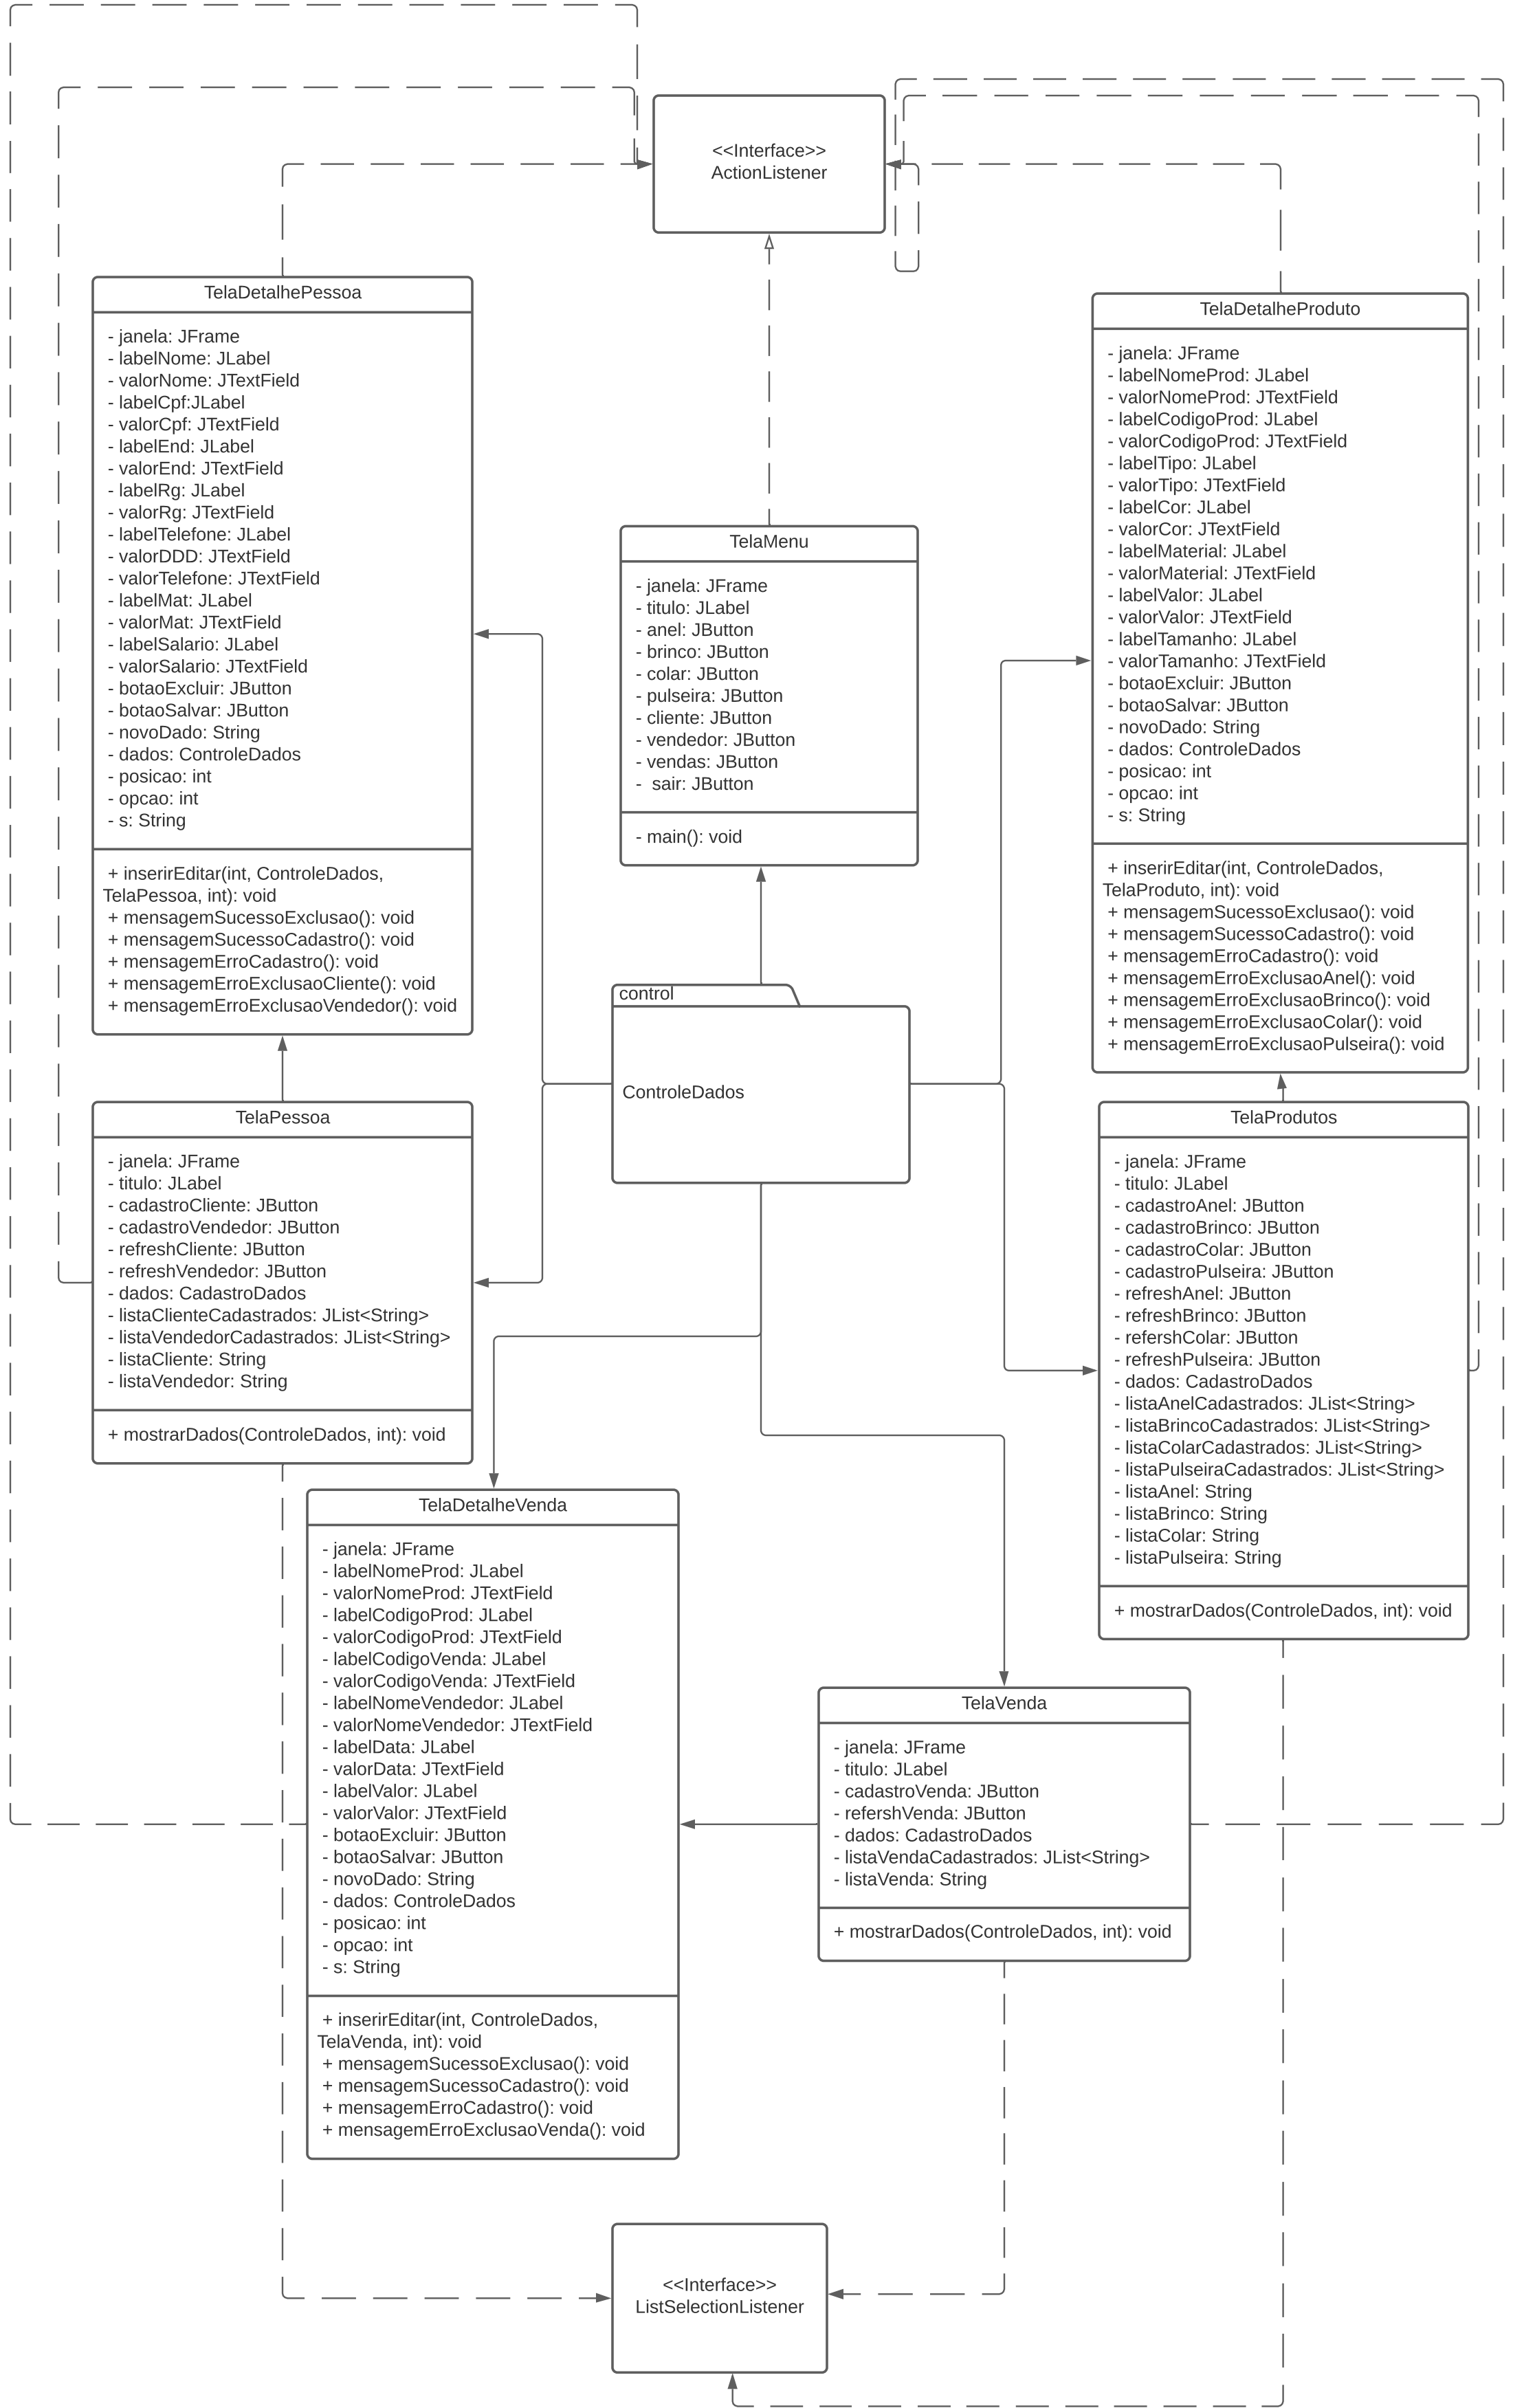 <<Interface>>
ActionListener
TelaDetalhePessoa
- janela: JFrame
- labelNome: JLabel
- valorNome: JTextField
- labelCpf:JLabel
- valorCpf: JTextField
- labelEnd: JLabel
- valorEnd: JTextField
- labelRg: JLabel
- valorRg: JTextField
- labelTelefone: JLabel
- valorDDD: JTextField
- valorTelefone: JTextField
- labelMat: JLabel
- valorMat: JTextField
- labelSalario: JLabel
- valorSalario: JTextField
- botaoExcluir: JButton
- botaoSalvar: JButton
- novoDado: String
- dados: ControleDados
- posicao: int
- opcao: int
- s: String
+ inserirEditar(int, ControleDados,
TelaPessoa, int): void
+ mensagemSucessoExclusao(): void
+ mensagemSucessoCadastro(): void
+ mensagemErroCadastro(): void
+ mensagemErroExclusaoCliente(): void
+ mensagemErroExclusaoVendedor(): void
TelaMenu
- janela: JFrame
- titulo: JLabel
- anel: JButton
- brinco: JButton
- colar: JButton
- pulseira: JButton
- cliente: JButton
- vendedor: JButton
- vendas: JButton
-  sair: JButton
- main(): void
TelaDetalheProduto
- janela: JFrame
- labelNomeProd: JLabel
- valorNomeProd: JTextField
- labelCodigoProd: JLabel
- valorCodigoProd: JTextField
- labelTipo: JLabel
- valorTipo: JTextField
- labelCor: JLabel
- valorCor: JTextField
- labelMaterial: JLabel
- valorMaterial: JTextField
- labelValor: JLabel
- valorValor: JTextField
- labelTamanho: JLabel
- valorTamanho: JTextField
- botaoExcluir: JButton
- botaoSalvar: JButton
- novoDado: String
- dados: ControleDados
- posicao: int
- opcao: int
- s: String
+ inserirEditar(int, ControleDados,
TelaProduto, int): void
+ mensagemSucessoExclusao(): void
+ mensagemSucessoCadastro(): void
+ mensagemErroCadastro(): void
+ mensagemErroExclusaoAnel(): void
+ mensagemErroExclusaoBrinco(): void
+ mensagemErroExclusaoColar(): void
+ mensagemErroExclusaoPulseira(): void
control
ControleDados
TelaPessoa
- janela: JFrame
- titulo: JLabel
- cadastroCliente: JButton
- cadastroVendedor: JButton
- refreshCliente: JButton
- refreshVendedor: JButton
- dados: CadastroDados
- listaClienteCadastrados: JList<String>
- listaVendedorCadastrados: JList<String>
- listaCliente: String
- listaVendedor: String
+ mostrarDados(ControleDados, int): void
TelaProdutos
- janela: JFrame
- titulo: JLabel
- cadastroAnel: JButton
- cadastroBrinco: JButton
- cadastroColar: JButton
- cadastroPulseira: JButton
- refreshAnel: JButton
- refreshBrinco: JButton
- refershColar: JButton
- refreshPulseira: JButton
- dados: CadastroDados
- listaAnelCadastrados: JList<String>
- listaBrincoCadastrados: JList<String>
- listaColarCadastrados: JList<String>
- listaPulseiraCadastrados: JList<String>
- listaAnel: String
- listaBrinco: String
- listaColar: String
- listaPulseira: String
+ mostrarDados(ControleDados, int): void
TelaDetalheVenda
- janela: JFrame
- labelNomeProd: JLabel
- valorNomeProd: JTextField
- labelCodigoProd: JLabel
- valorCodigoProd: JTextField
- labelCodigoVenda: JLabel
- valorCodigoVenda: JTextField
- labelNomeVendedor: JLabel
- valorNomeVendedor: JTextField
- labelData: JLabel
- valorData: JTextField
- labelValor: JLabel
- valorValor: JTextField
- botaoExcluir: JButton
- botaoSalvar: JButton
- novoDado: String
- dados: ControleDados
- posicao: int
- opcao: int
- s: String
+ inserirEditar(int, ControleDados,
TelaVenda, int): void
+ mensagemSucessoExclusao(): void
+ mensagemSucessoCadastro(): void
+ mensagemErroCadastro(): void
+ mensagemErroExclusaoVenda(): void
TelaVenda
- janela: JFrame
- titulo: JLabel
- cadastroVenda: JButton
- refershVenda: JButton
- dados: CadastroDados
- listaVendaCadastrados: JList<String>
- listaVenda: String
+ mostrarDados(ControleDados, int): void
<<Interface>>
ListSelectionListener